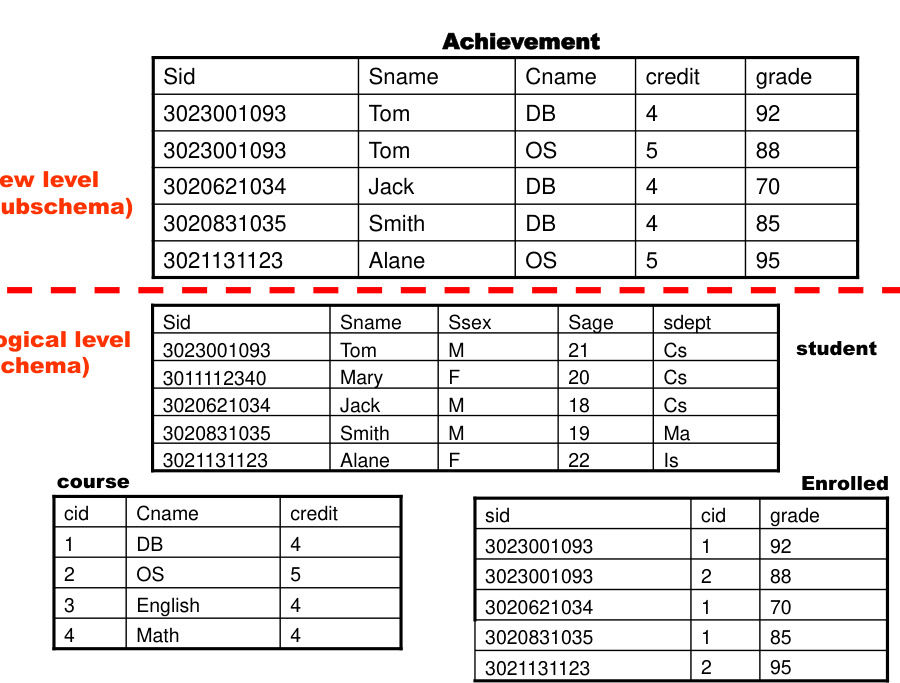 Achievement
Sid Sname Cname credit grade
3023001093 Tom DB 4 92
3023001093 Tom OS 5 88
3020621034 Jack DB 4 70
3020831035 Smith DB 4 85
3021131123 Alane OS 5 95
ew level
ubschema)
ogical level
chema)
Sid Sname Ssex Sage sdept
3023001093 Tom M 21 Cs
3011112340 Mary F 20 Cs
3020621034 Jack M 18 Cs
3020831035 Smith M 19 Ma
3021131123 Alane F 22 Is
student
course
cid Cname credit
1 DB 4
2 OS 5
3 English 4
4 Math 4
Enrolled
sid cid grade
3023001093 1 92
3023001093 2 88
3020621034 1 70
3020831035 1 85
3021131123 2 95